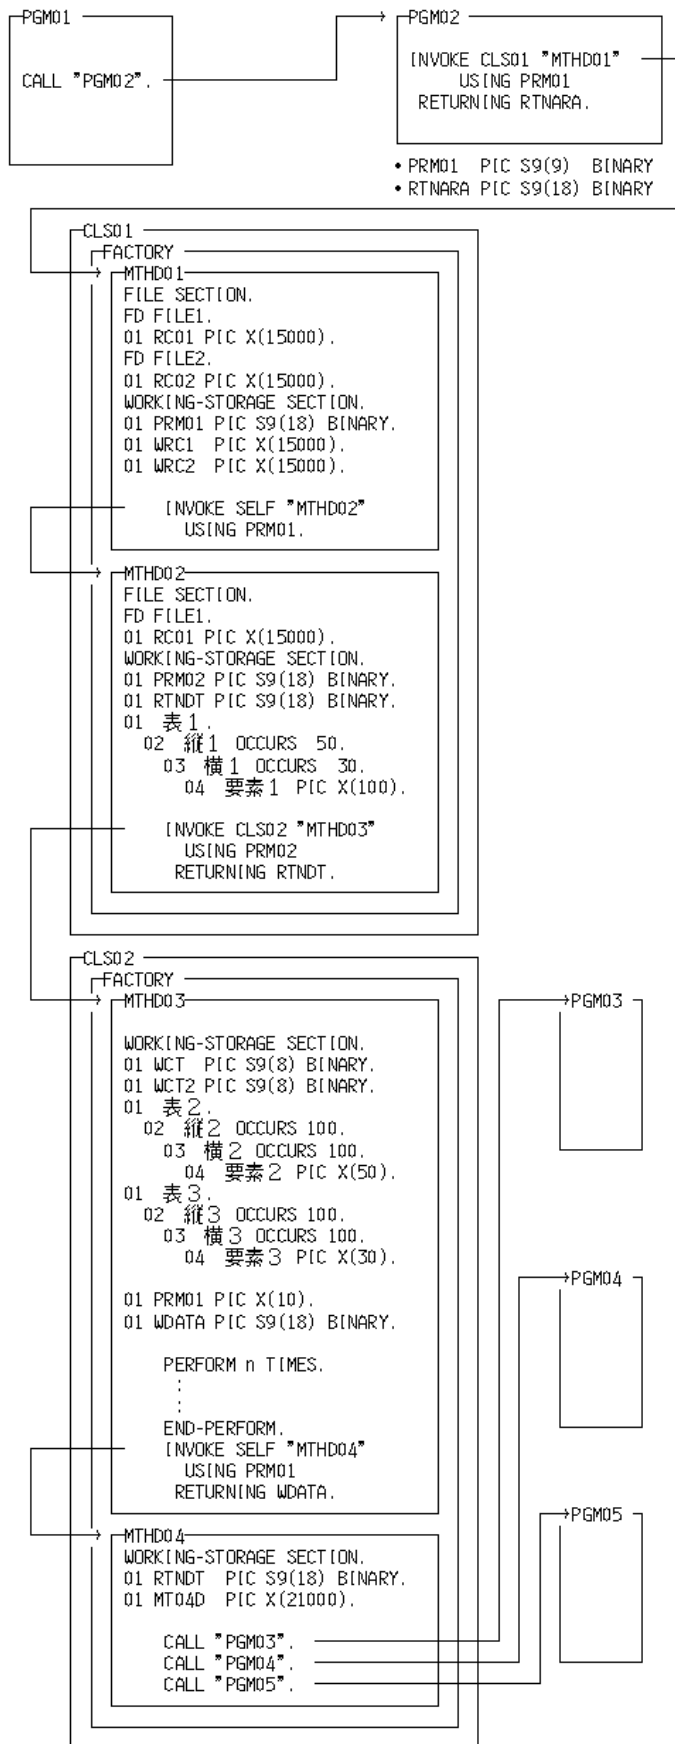 PGM01
CALL "PGM02".
PGM02
INVOKE CLS01 "MTHD01"
USING PRM01
RETURNING RTNARA.
• PRM01 PIC S9(9) BINARY
• RTNARA PIC S9(18) BINARY
CLS01
FACTORY
MTHD01
FILE SECTION.
FD FILE1.
01 RC01 PIC X(15000).
FD FILE2.
01 RC02 PIC X(15000).
WORKING-STORAGE SECTION.
01 PRM01 PIC S9(18) BINARY.
01 WRC1 PIC X(15000).
01 WRC2 PIC X(15000).
INVOKE SELF "MTHD02"
USING PRM01.
MTHD02
FILE SECTION.
FD FILE1.
01 RC01 PIC X(15000).
WORKING-STORAGE SECTION.
01 PRM02 PIC S9(18) BINARY.
01 RTNDT PIC S9(18) BINARY.
01 表1.
02 縦1 OCCURS 50.
03 横1 OCCURS 30.
04 要素1 PIC X(100).
INVOKE CLS02 "MTHD03"
USING PRM02
RETURNING RTNDT.
CLS02
FACTORY
MTHD03
WORKING-STORAGE SECTION.
01 WCT PIC S9(8) BINARY.
01 WCT2 PIC S9(8) BINARY.
01 表2.
02 縦2 OCCURS 100.
03 横2 OCCURS 100.
04 要素2 PIC X(50).
01 表3.
02 縦3 OCCURS 100.
03 横3 OCCURS 100.
04 要素3 PIC X(30).
01 PRM01 PIC X(10).
01 WDATA PIC S9(18) BINARY.
PERFORM n TIMES.
:
:
END-PERFORM.
INVOKE SELF "MTHD04"
USING PRM01
RETURNING WDATA.
MTHD04
WORKING-STORAGE SECTION.
01 RTNDT PIC S9(18) BINARY.
01 MT04D PIC X(21000).
CALL "PGM03".
CALL "PGM04".
CALL "PGM05".
PGM03
PGM04
PGM05